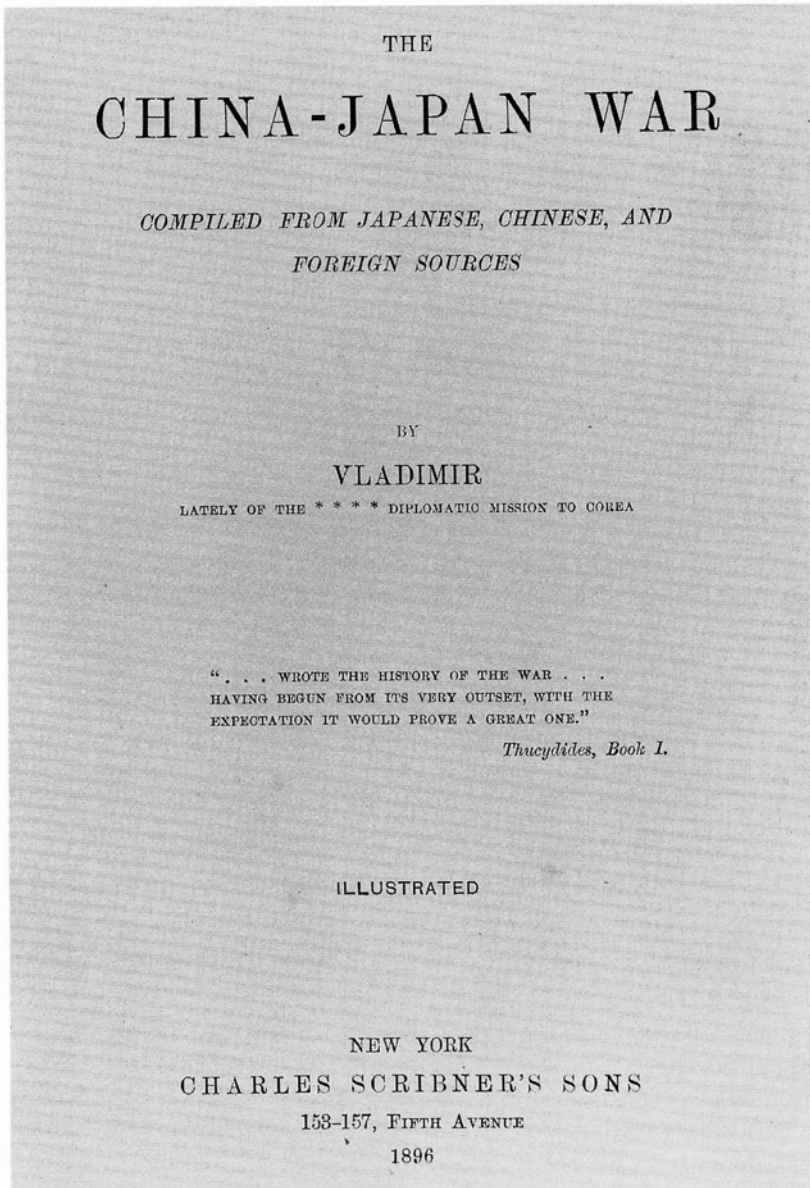 THE
CHINA-JAPAN WAR
COMPILED FROM JAPANESE, CHINESE, AND
FOREIGN SOURCES
BY
VLADIMIR
LATELY OF THE * * * * DIPLOMATIC MISSION TO COREA
“. . . WROTE THE HISTORY OF THE WAR . . .
HAVING BEGUN FROM ITS VERY OUTSET, WITH THE
EXPECTATION IT WOULD PROVE A GREAT ONE.”
Thucydides, Book 1.
ILLUSTRATED
NEW YORK
CHARLES SCRIBNER'S SONS
153-157, FIFTH AVENUE
1896